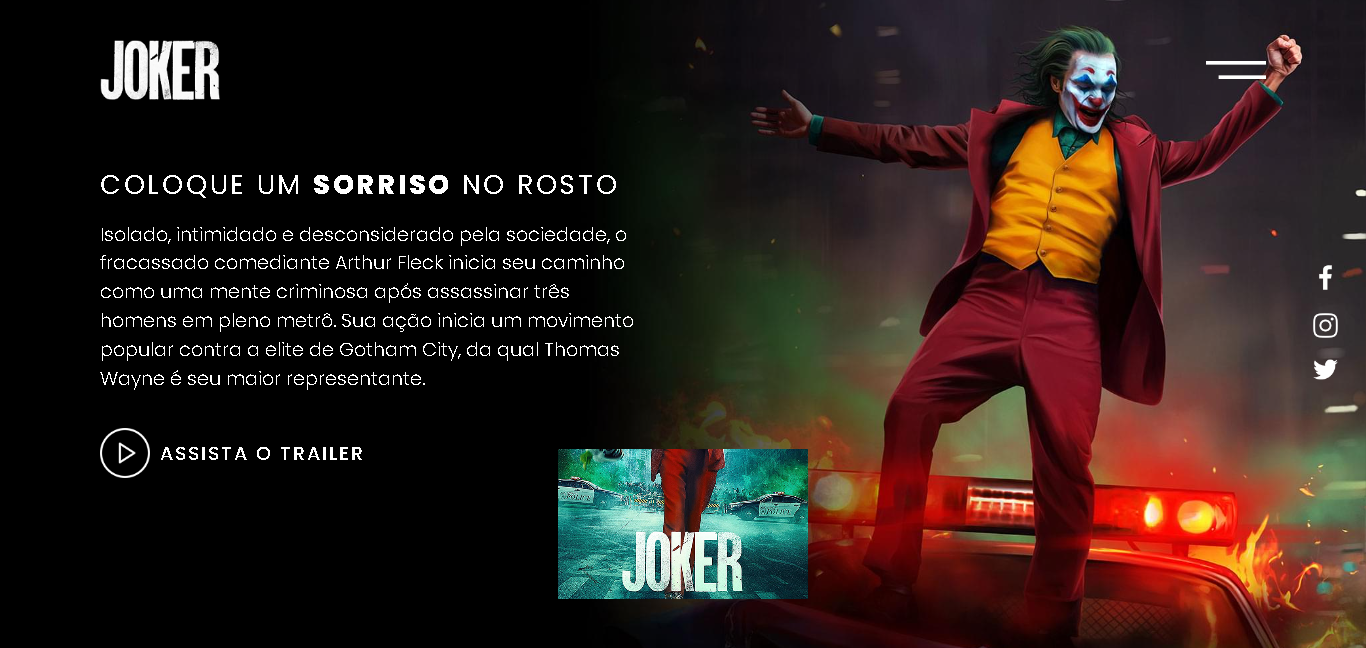 JOKER
COLOQUE UM SORRISO NO ROSTO
Isolado, intimidado e desconsiderado pela sociedade, o
fracassado comediante Arthur Fleck inicia seu caminho
como uma mente criminosa após assassinar três
homens em pleno metrô. Sua ação inicia um movimento
popular contra a elite de Gotham City, da qual Thomas
Wayne é seu maior representante.
ASSISTA O TRAILER
POLICE
POLICE
JOKER